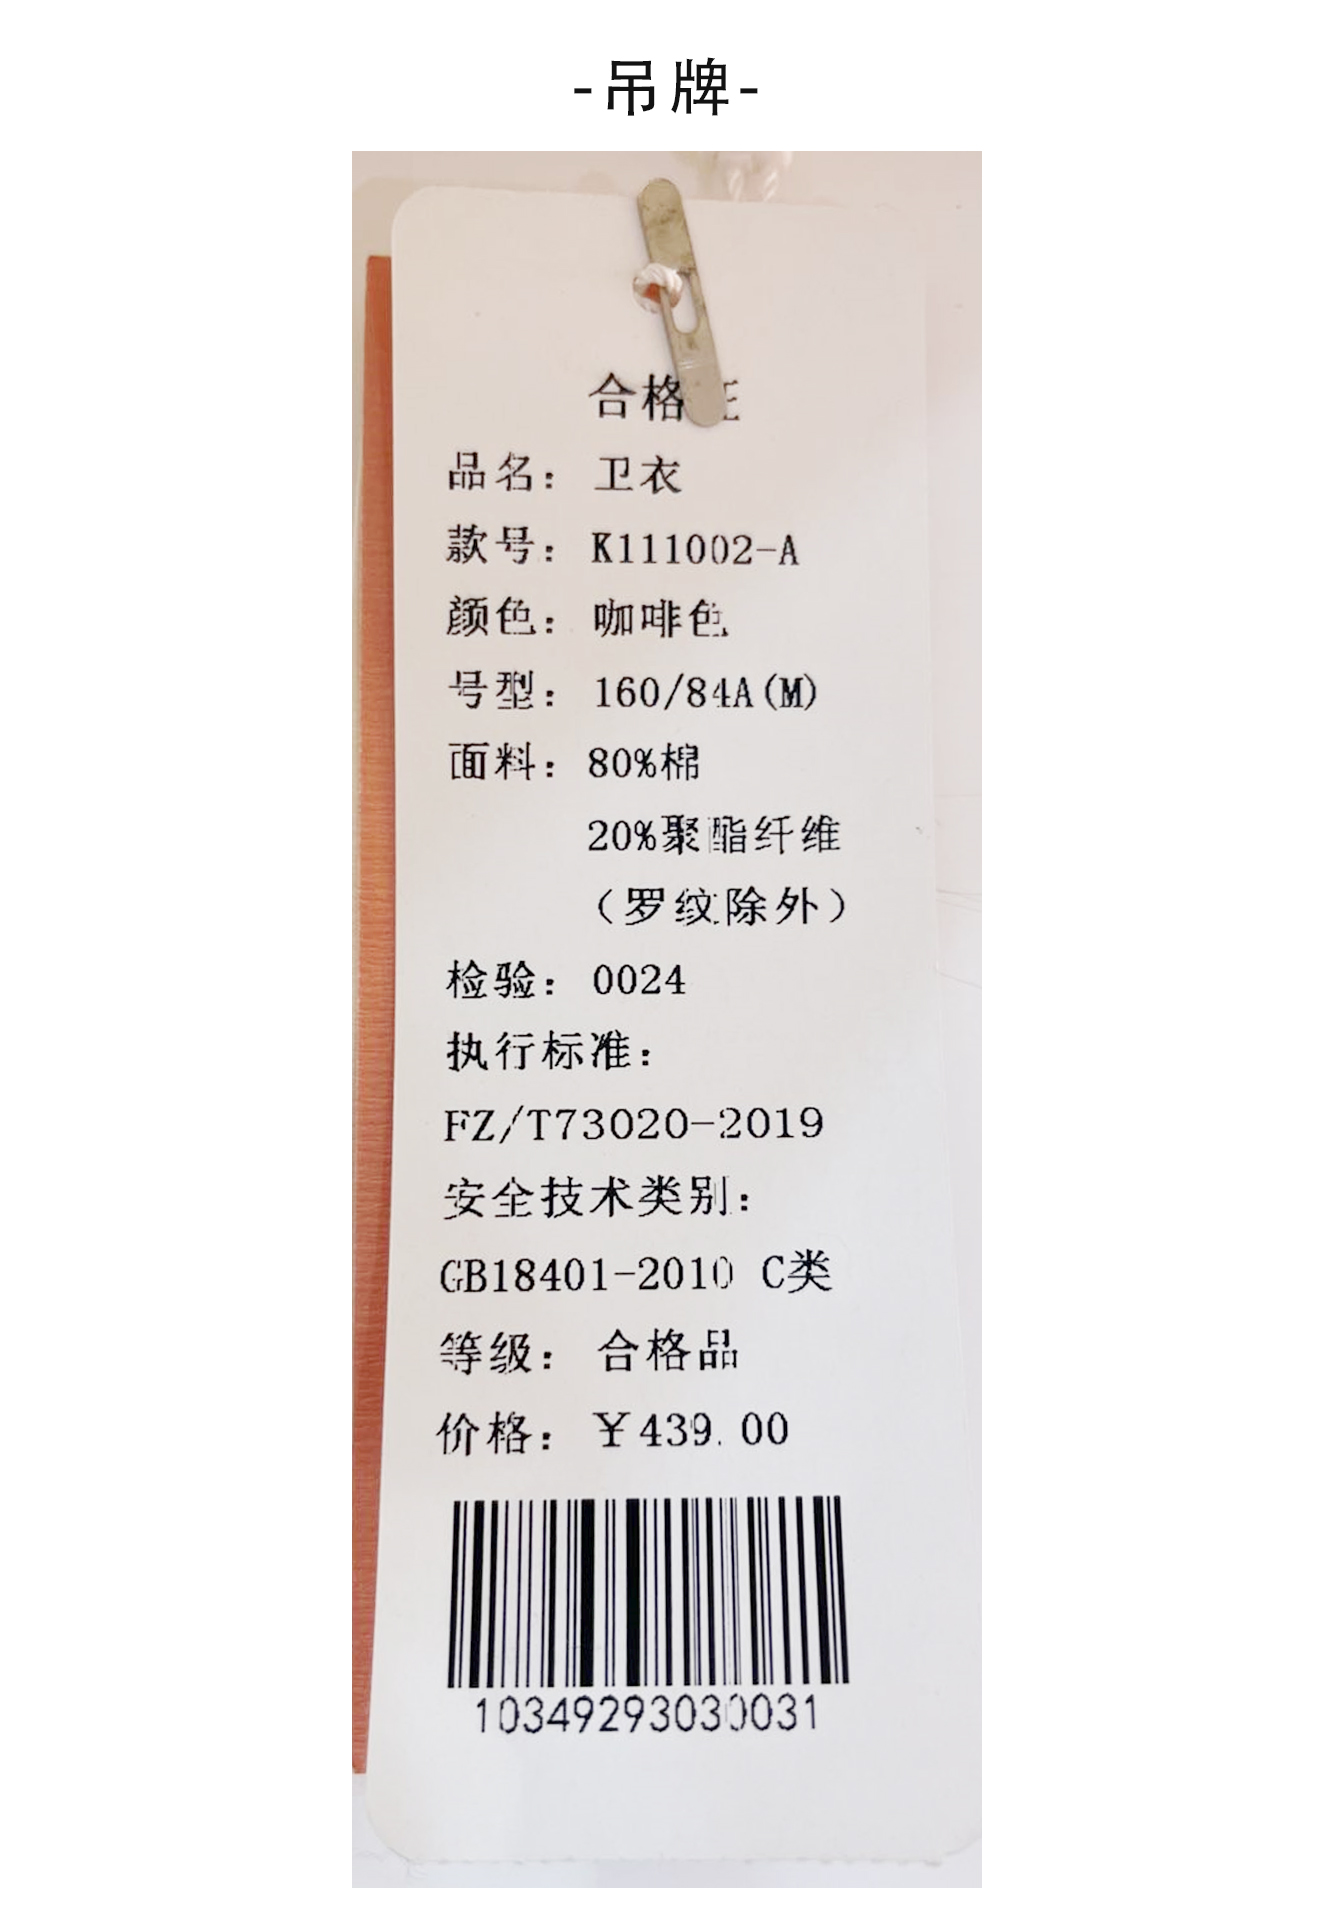 -吊牌-
合格证
品名： 卫衣
款号： K111002-A
颜色： 咖啡色
号型： 160/84A(M)
面料： 80%棉
20%聚酯纤维
（罗纹除外）
检验： 0024
执行标准：
FZ/T73020-2019
安全技术类别：
GB18401-2010 C类
等级： 合格品
价格： ￥439.00
10349293030031